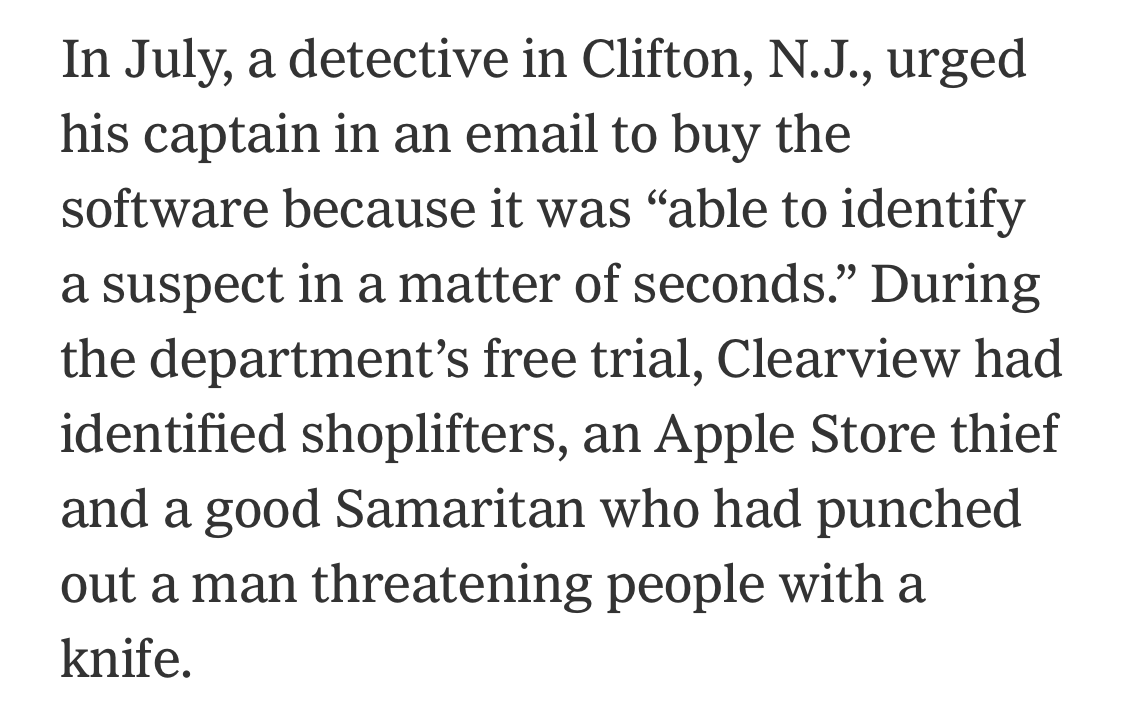 In July, a detective in Clifton, N.J., urged
his captain in an email to buy the
software because it was “able to identify
a suspect in a matter of seconds.” During
the department’s free trial, Clearview had
identified shoplifters, an Apple Store thief
and a good Samaritan who had punched
out a man threatening people with a
knife.